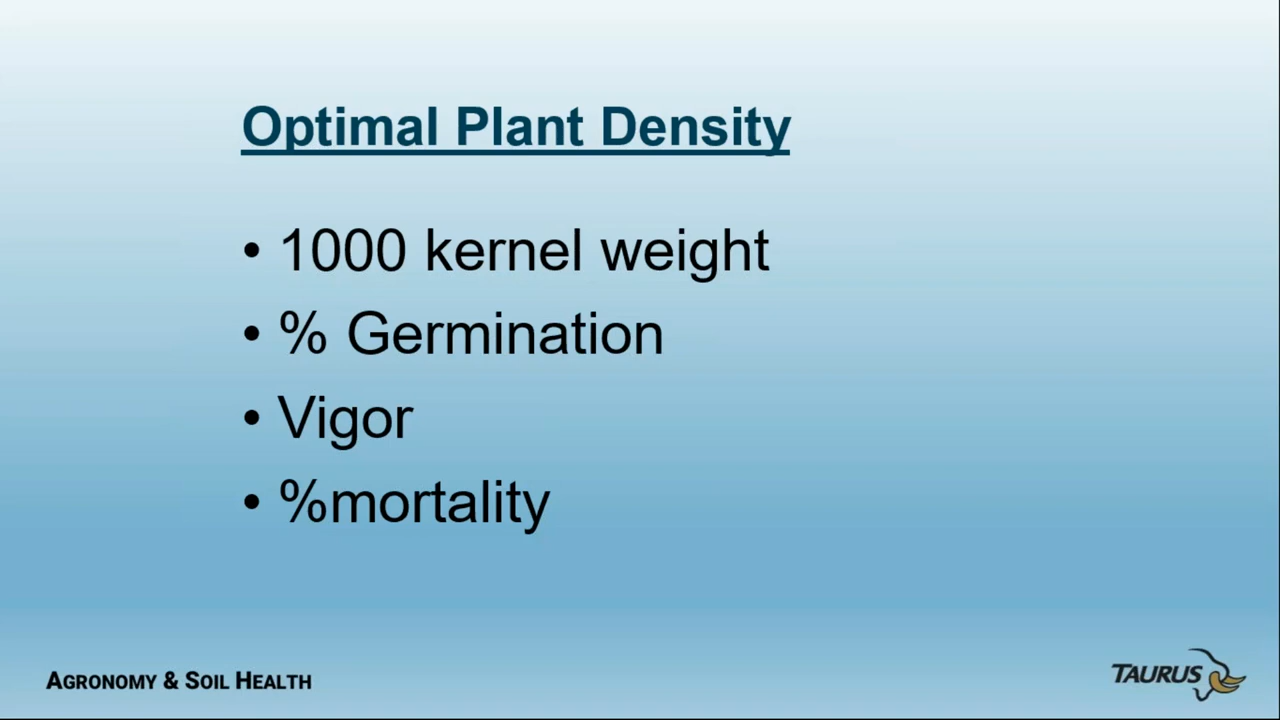 Optimal Plant Density
• 1000 kernel weight
• % Germination
• Vigor
• %mortality
AGRONOMY & SOIL HEALTH
TAURUS